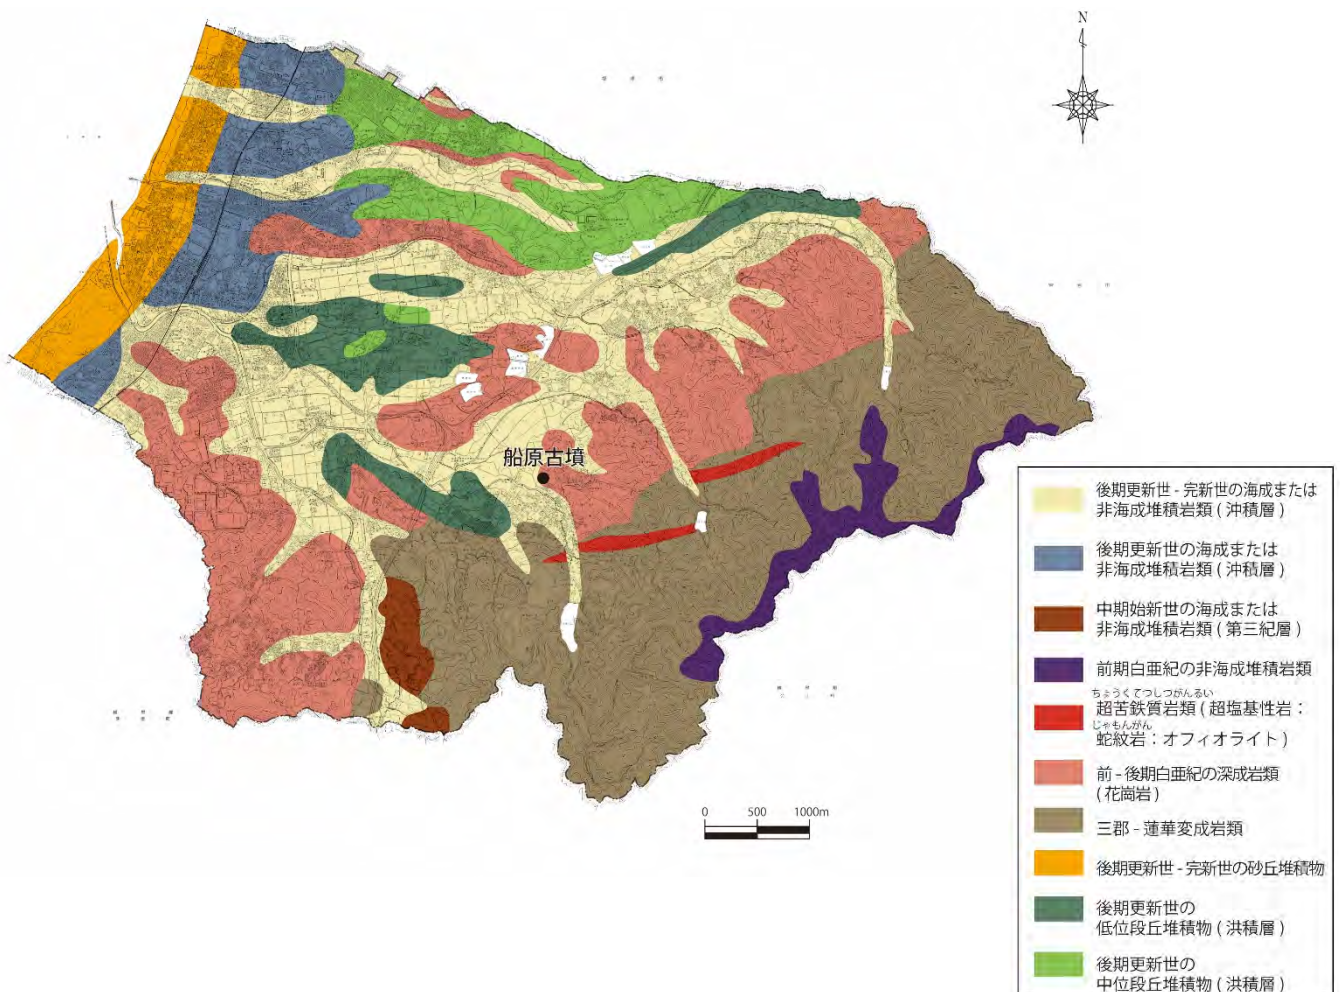 N
船原古墳
0 500 1000m
後期更新世 - 完新世の海成または
非海成堆積岩類 ( 沖積層 )
後期更新世の海成または
非海成堆積岩類 ( 沖積層 )
中期始新世の海成または
非海成堆積岩類 ( 第三紀層 )
前期白亜紀の非海成堆積岩類
ちょうくてつしつがんるい
超苦鉄質岩類 ( 超塩基性岩 :
じゃもんがん
蛇紋岩 : オフィオライト )
前 - 後期白亜紀の深成岩類
( 花崗岩 )
三郡 - 蓮華変成岩類
後期更新世 - 完新世の砂丘堆積物
後期更新世の
低位段丘堆積物 ( 洪積層 )
後期更新世の
中位段丘堆積物 ( 洪積層 )